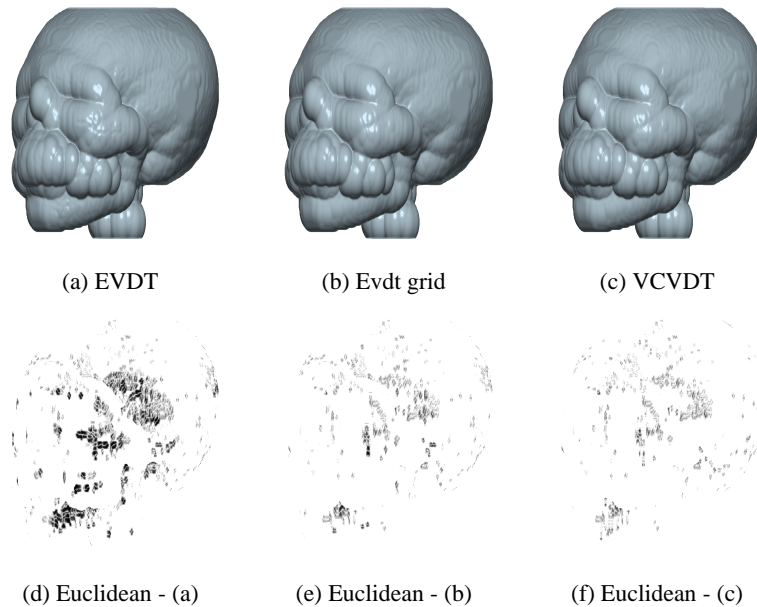 (a) EVDT
(b) Evdt grid
(c) VCVDT
(d) Euclidean - (a)
(e) Euclidean - (b)
(f) Euclidean - (c)